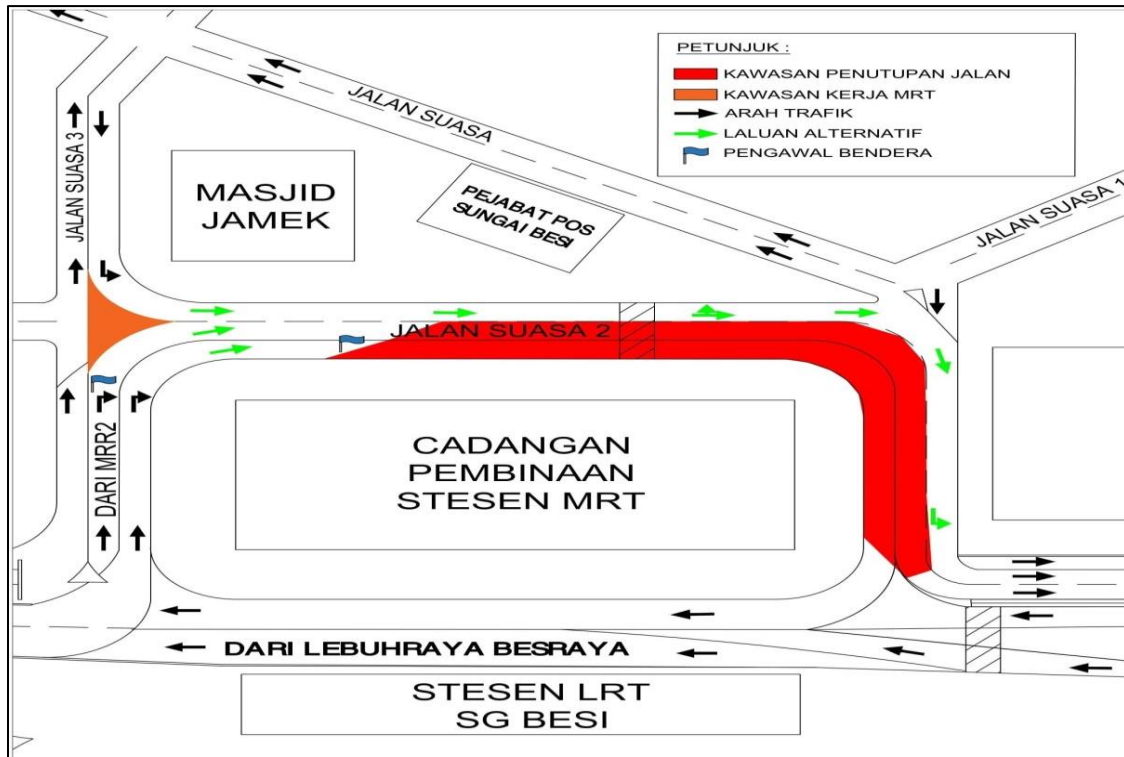 PETUNJUK :
KAWASAN PENUTUPAN JALAN
KAWASAN KERJA MRT
ARAH TRAFIK
LALUAN ALTERNATIF
PENGAWAL BENDERA
JALAN SUASA
JALAN SUASA 1
JALAN SUASA 3
MASJID
JAMEK
PEJABAT POS
SUNGAI BESI
JALAN SUASA 2
DARI MRR2
CADANGAN
PEMBINAAN
STESEN MRT
DARI LEBUHRAYA BESRAYA
STESEN LRT
SG BESI